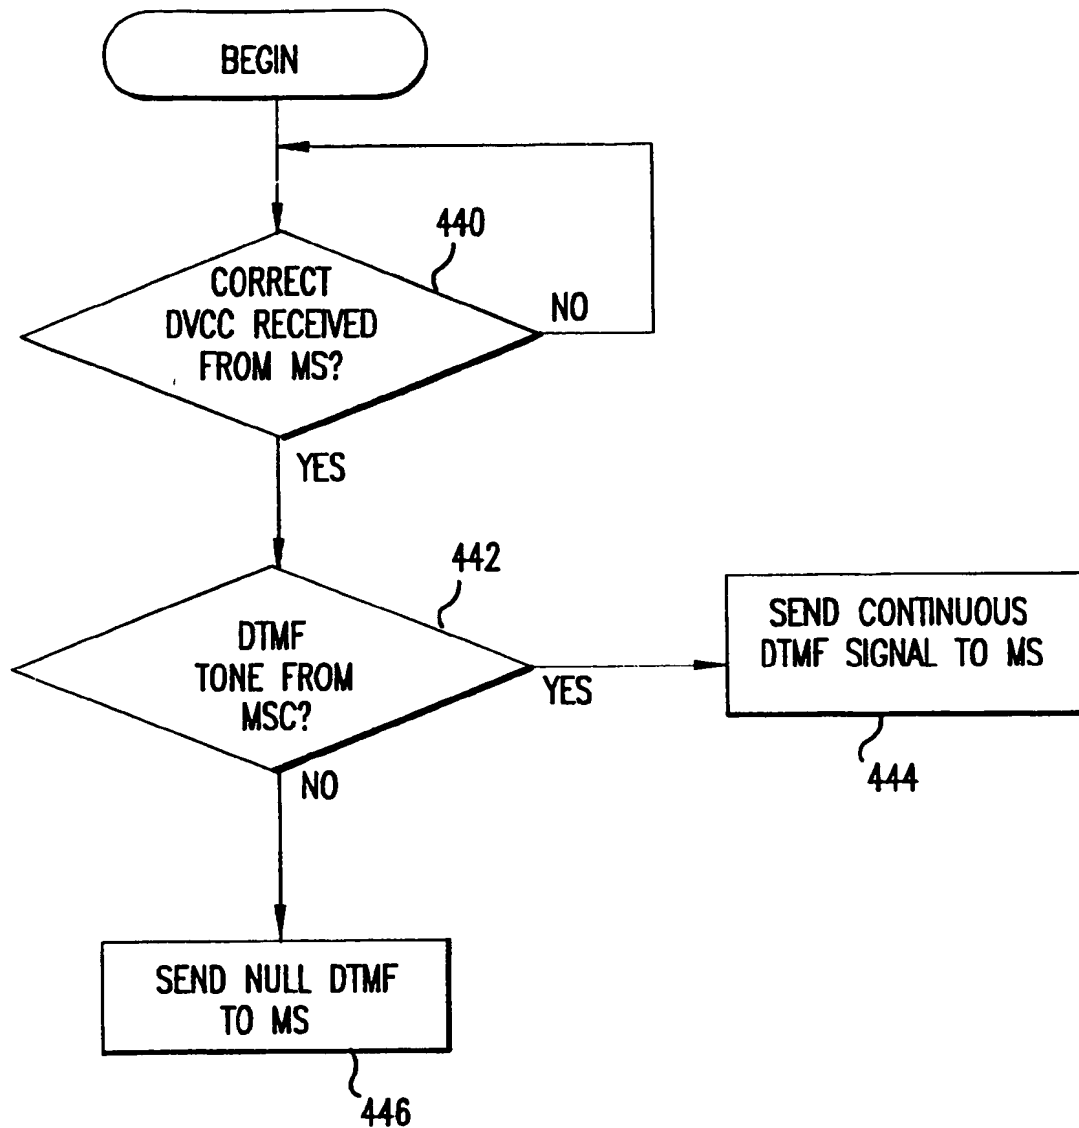 BEGIN
440
CORRECT
DVCC RECEIVED
FROM MS?
NO
YES
442
DTMF
TONE FROM
MSC?
YES
NO
SEND CONTINUOUS
DTMF SIGNAL TO MS
444
SEND NULL DTMF
TO MS
446